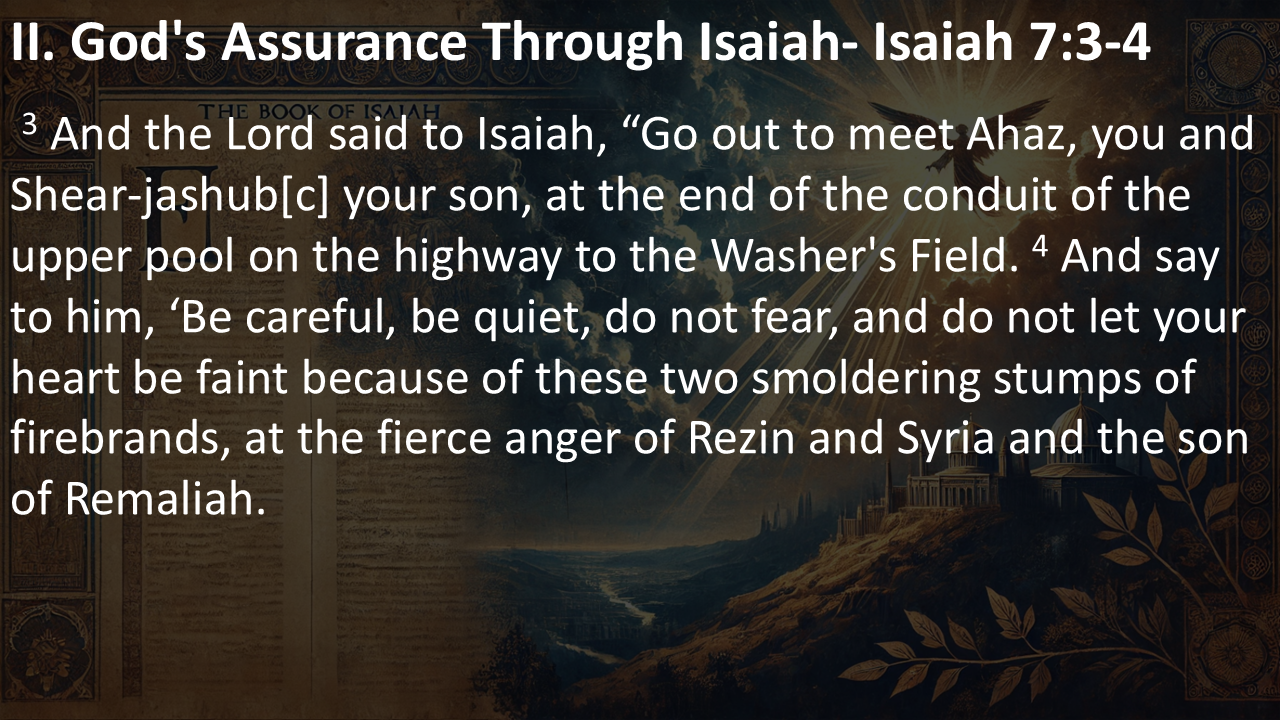 II. God's Assurance Through Isaiah- Isaiah 7:3-4
THE BOOK OF ISAIAH
3 And the Lord said to Isaiah, “Go out to meet Ahaz, you and
Shear-jashub[c] your son, at the end of the conduit of the
upper pool on the highway to the Washer's Field. 4 And say
to him, ‘Be careful, be quiet, do not fear, and do not let your
heart be faint because of these two smoldering stumps of
firebrands, at the fierce anger of Rezin and Syria and the son
of Remaliah.